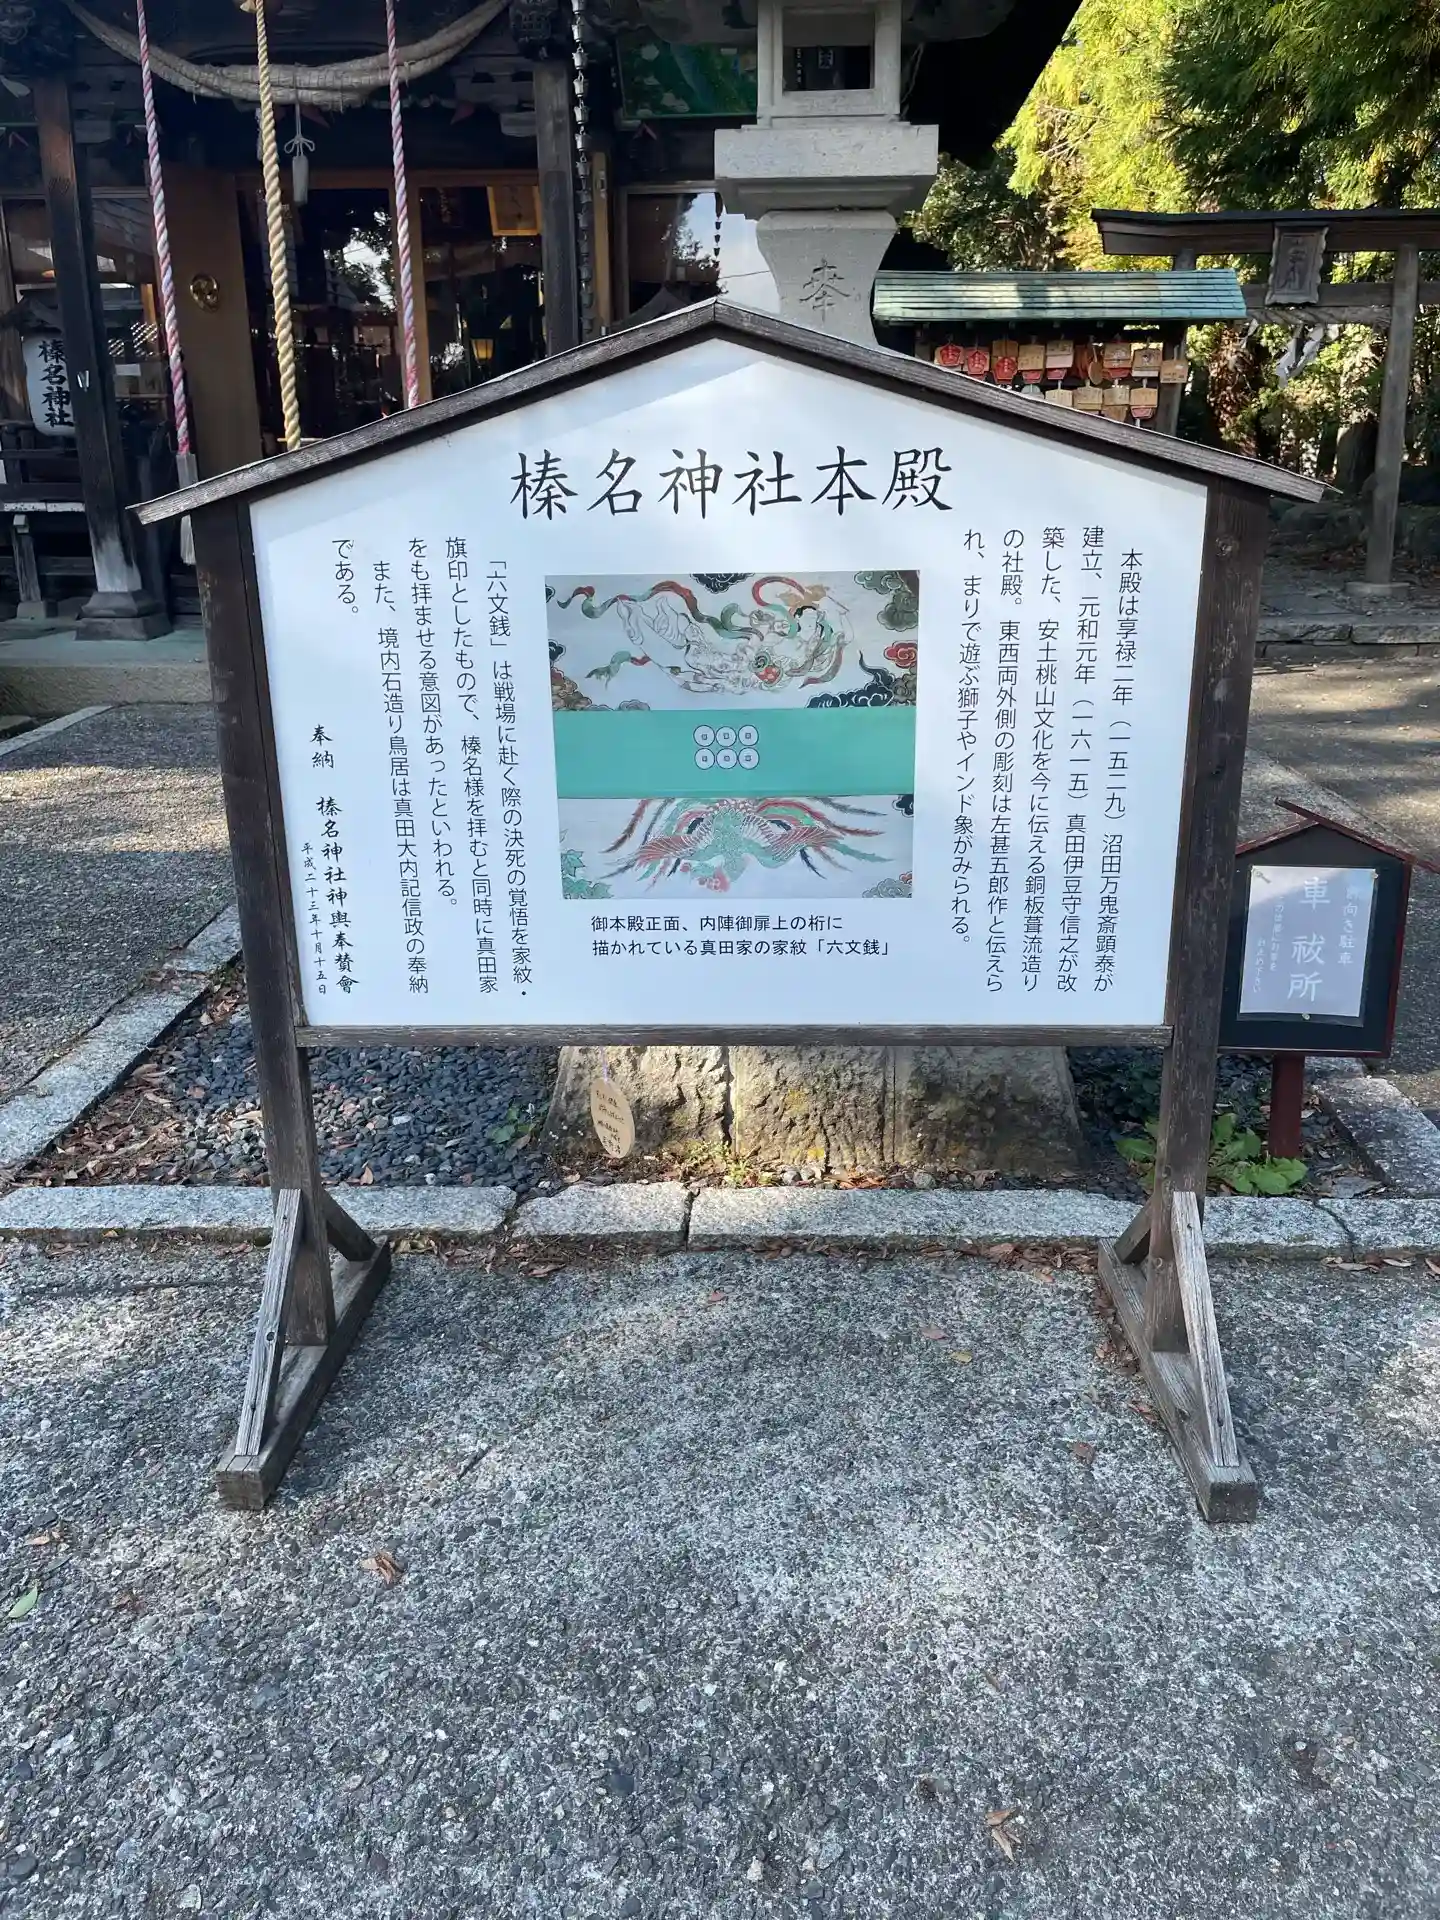 榛名神社本殿
本殿は享禄二年（一五二九）沼田万鬼斎顕泰が
建立、元和元年（一六一五）真田伊豆守信之が改
築した、安土桃山文化を今に伝える銅板葺流造り
の社殿。東西両外側の彫刻は左甚五郎作と伝えら
れ、まりで遊ぶ獅子やインド象がみられる。
御本殿正面、内陣御扉上の桁に
描かれている真田家の家紋「六文銭」
「六文銭」は戦場に赴く際の決死の覚悟を家紋・
旗印としたもので、榛名様を拝むと同時に真田家
をも拝ませる意図があったといわれる。
また、境内石造り鳥居は真田大内記信政の奉納
である。
奉納 榛名神社神輿奉賛會
平成二十三年十月十五日
榛名神社
奉
前向き駐車
車祓所